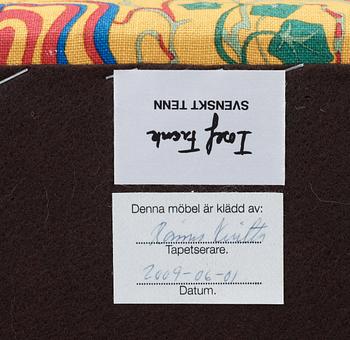 Josef Frank
SVENSKT TENN
Denna möbel är klädd av:
Tapetserare.
2009-06-01
Datum.